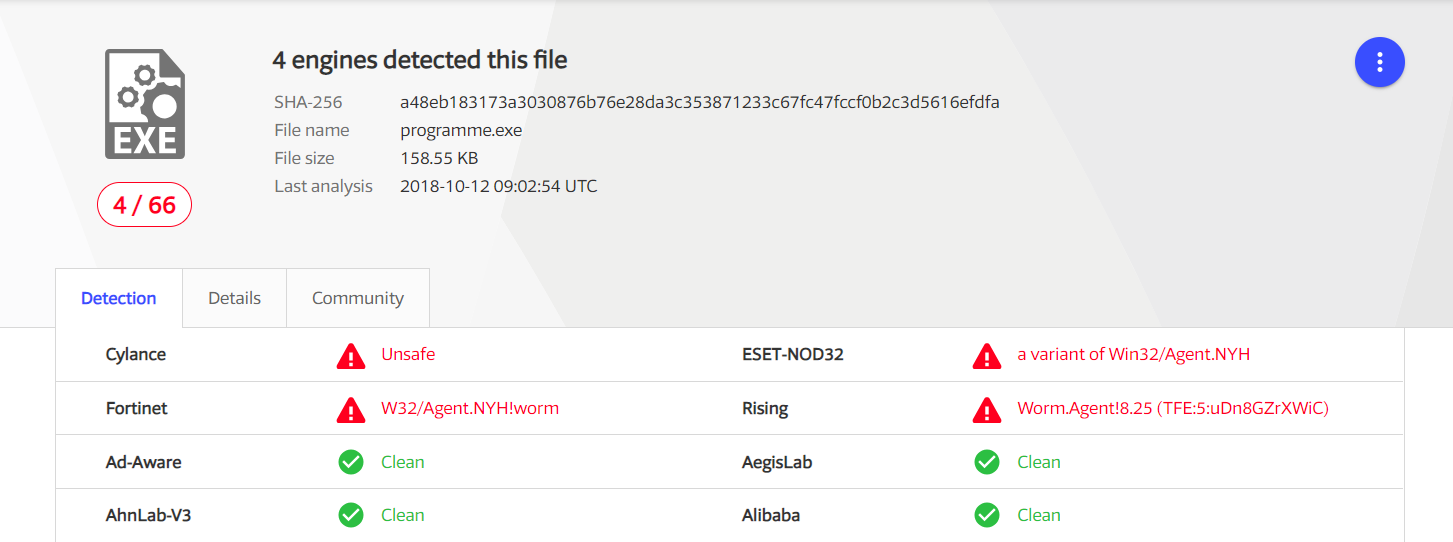 4 engines detected this file
SHA-256 a48eb183173a3030876b76e28da3c353871233c67fc47fccf0b2c3d5616efdfa
File name programme.exe
File size 158.55 KB
Last analysis 2018-10-12 09:02:54 UTC
EXE
4 / 66
Detection Details Community
Cylance Unsafe ESET-NOD32 a variant of Win32/Agent.NYH
Fortinet W32/Agent.NYH!worm Rising Worm.Agent!8.25 (TFE:5:uDn8GZrXWiC)
Ad-Aware Clean AegisLab Clean
AhnLab-V3 Clean Alibaba Clean